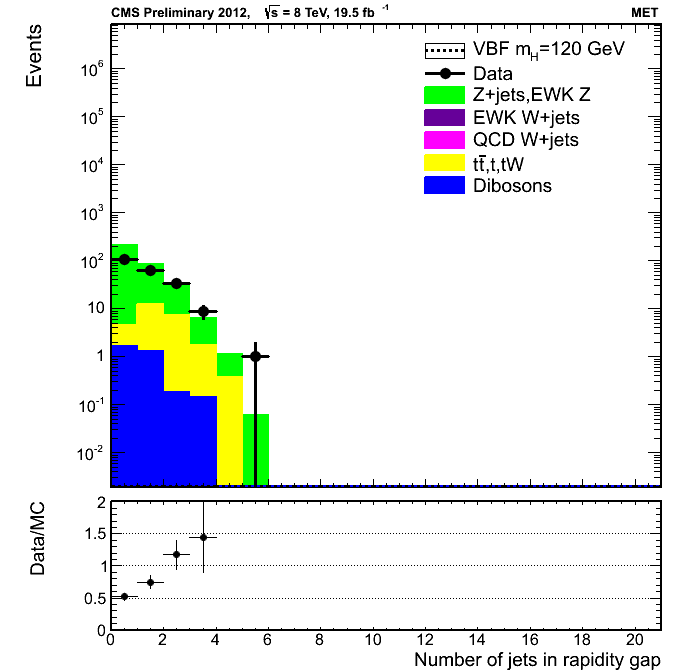 CMS Preliminary 2012, √s = 8 TeV, 19.5 fb⁻¹ MET
Events
VBF m_H=120 GeV
Data
Z+jets,EWK Z
EWK W+jets
QCD W+jets
tt̄,t,tW
Dibosons
10⁶
10⁵
10⁴
10³
10²
10
1
10⁻¹
10⁻²
Data/MC
2
1.5
1
0.5
0
0 2 4 6 8 10 12 14 16 18 20
Number of jets in rapidity gap